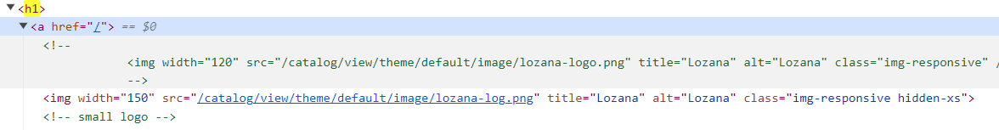 ▼<h1>
▼<a href="/"> == $0
<!--
<img width="120" src="/catalog/view/theme/default/image/lozana-logo.png" title="Lozana" alt="Lozana" class="img-responsive" /
-->
<img width="150" src="/catalog/view/theme/default/image/lozana-log.png" title="Lozana" alt="Lozana" class="img-responsive hidden-xs">
<!-- small logo -->